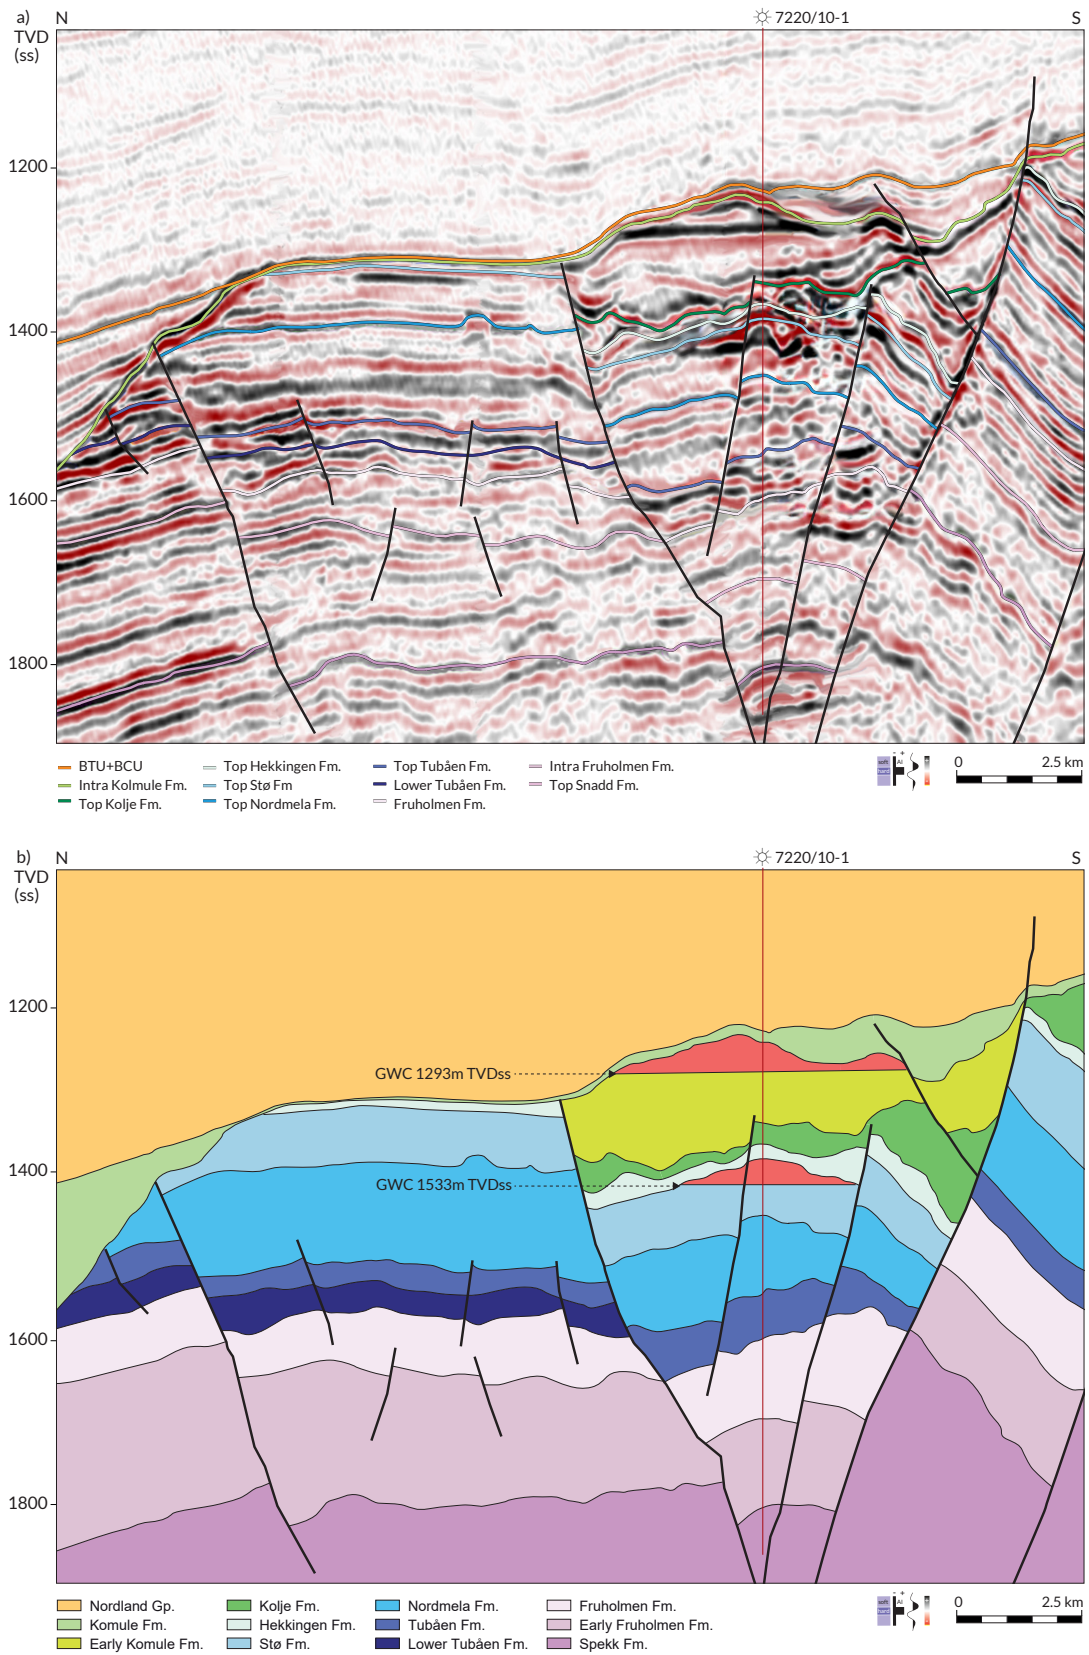 a) N 7220/10-1 S
TVD
(ss)
1200
1400
1600
1800
BTU+BCU Top Hekkingen Fm. Top Tubåen Fm. Intra Fruholmen Fm.
Intra Kolmule Fm. Top Stø Fm Lower Tubåen Fm. Top Snadd Fm.
Top Kolje Fm. Top Nordmela Fm. Fruholmen Fm.
- +
AI
0 2.5 km
b) N 7220/10-1 S
TVD
(ss)
1200
GWC 1293m TVDss
1400
GWC 1533m TVDss
1600
1800
Nordland Gp. Kolje Fm. Nordmela Fm. Fruholmen Fm.
Komule Fm. Hekkingen Fm. Tubåen Fm. Early Fruholmen Fm.
Early Komule Fm. Stø Fm. Lower Tubåen Fm. Spekk Fm.
- +
AI
0 2.5 km